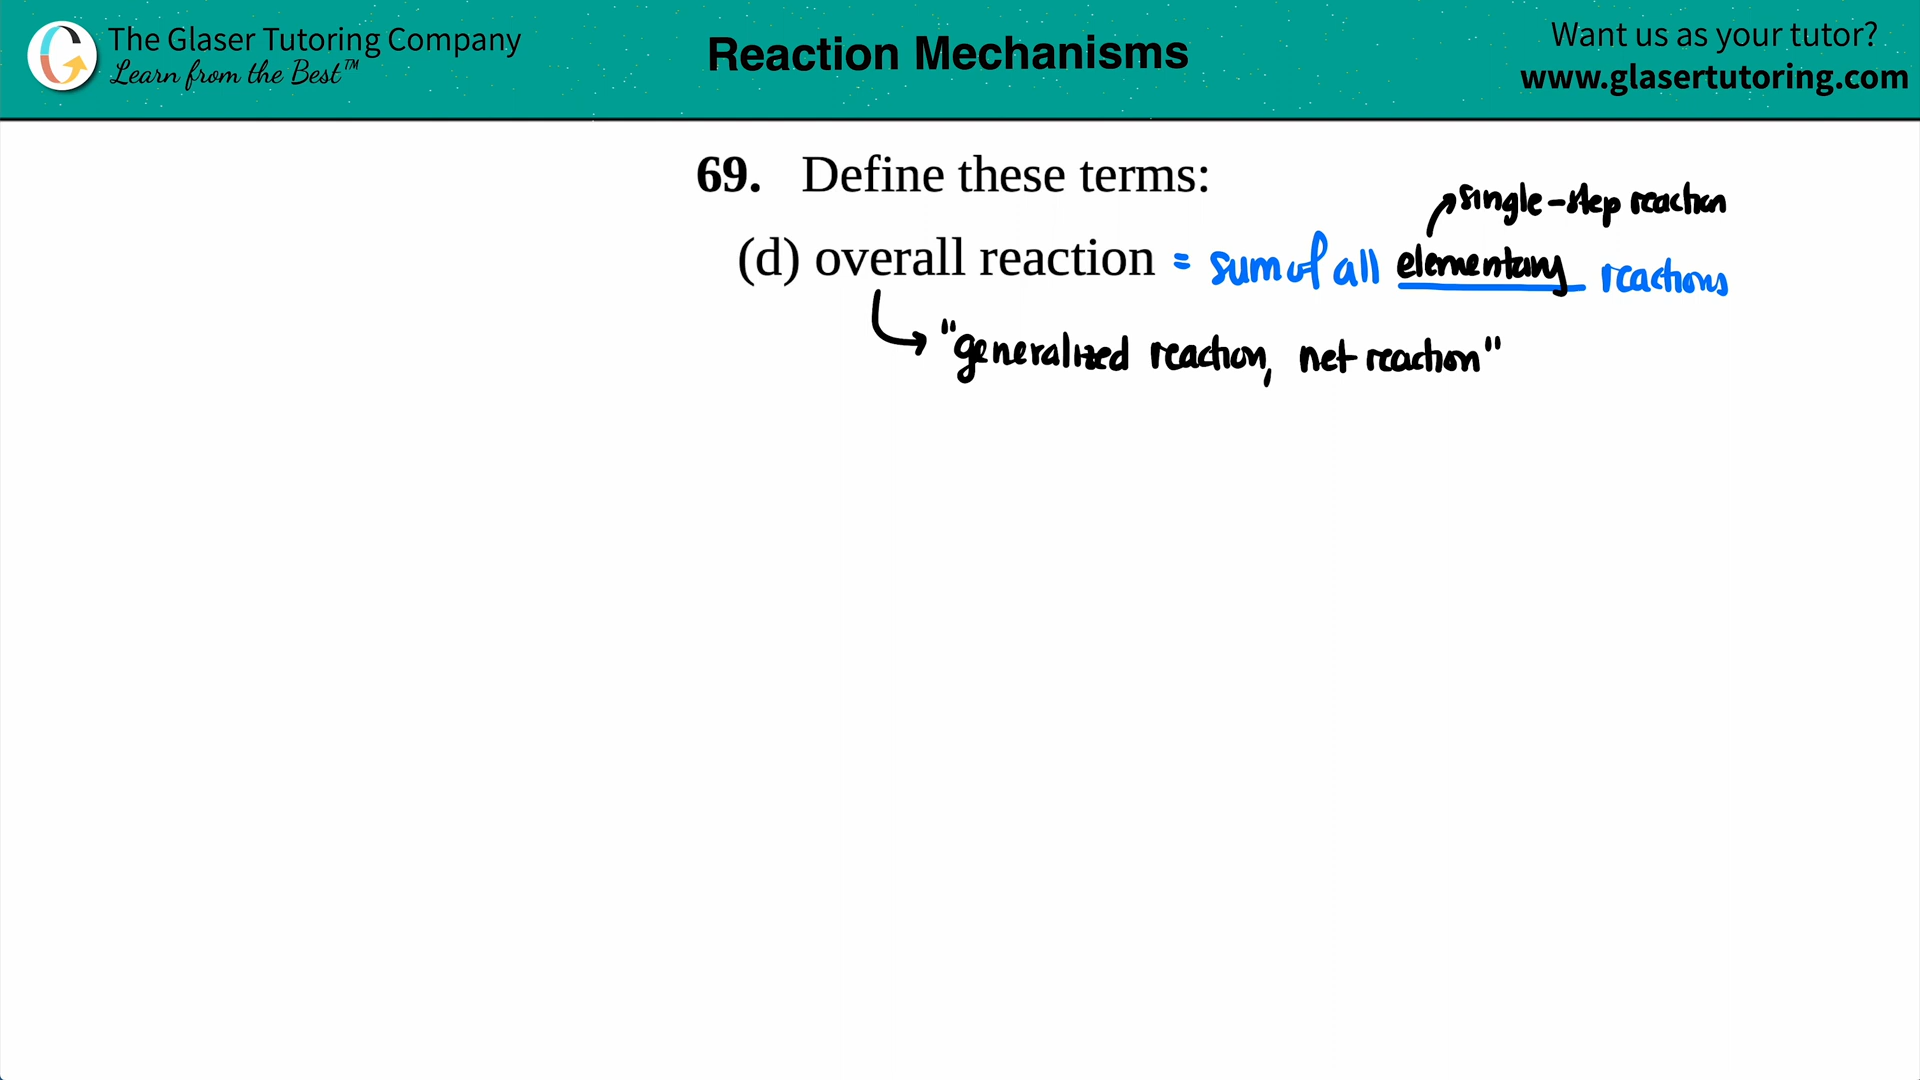 The Glaser Tutoring Company
Learn from the Best™
Reaction Mechanisms
Want us as your tutor?
www.glasertutoring.com
69. Define these terms:
single-step reaction
(d) overall reaction = sum of all elementary reactions
"generalized reaction, net reaction"